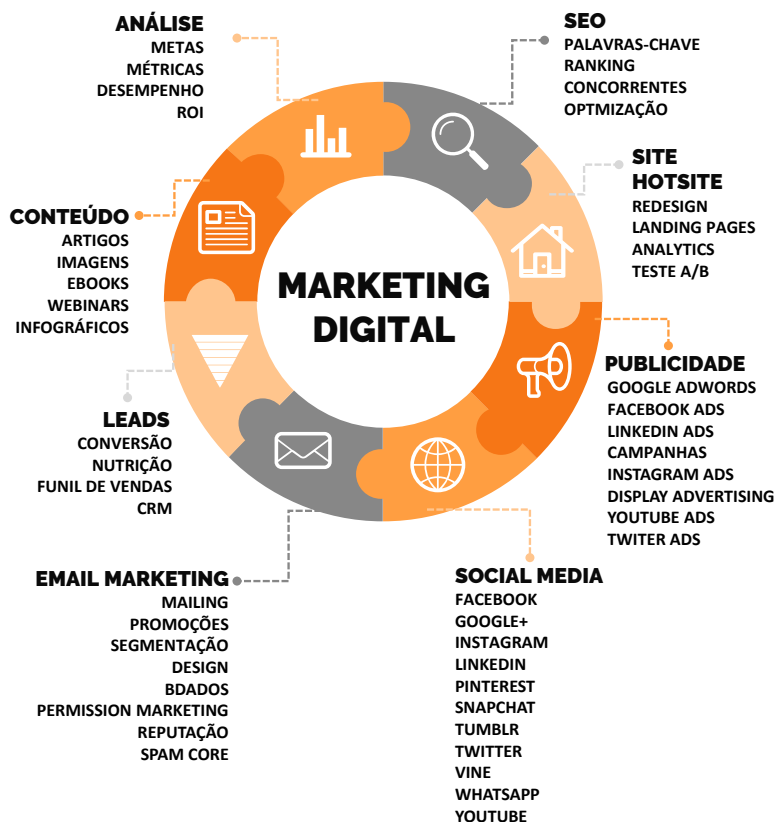 ANÁLISE
METAS
MÉTRICAS
DESEMPENHO
ROI
SEO
PALAVRAS-CHAVE
RANKING
CONCORRENTES
OPTMIZAÇÃO
SITE
HOTSITE
REDESIGN
LANDING PAGES
ANALYTICS
TESTE A/B
CONTEÚDO
ARTIGOS
IMAGENS
EBOOKS
WEBINARS
INFOGRÁFICOS
MARKETING
DIGITAL
PUBLICIDADE
GOOGLE ADWORDS
FACEBOOK ADS
LINKEDIN ADS
CAMPANHAS
INSTAGRAM ADS
DISPLAY ADVERTISING
YOUTUBE ADS
TWITER ADS
LEADS
CONVERSÃO
NUTRIÇÃO
FUNIL DE VENDAS
CRM
EMAIL MARKETING
MAILING
PROMOÇÕES
SEGMENTAÇÃO
DESIGN
BDADOS
PERMISSION MARKETING
REPUTAÇÃO
SPAM CORE
SOCIAL MEDIA
FACEBOOK
GOOGLE+
INSTAGRAM
LINKEDIN
PINTEREST
SNAPCHAT
TUMBLR
TWITTER
VINE
WHATSAPP
YOUTUBE